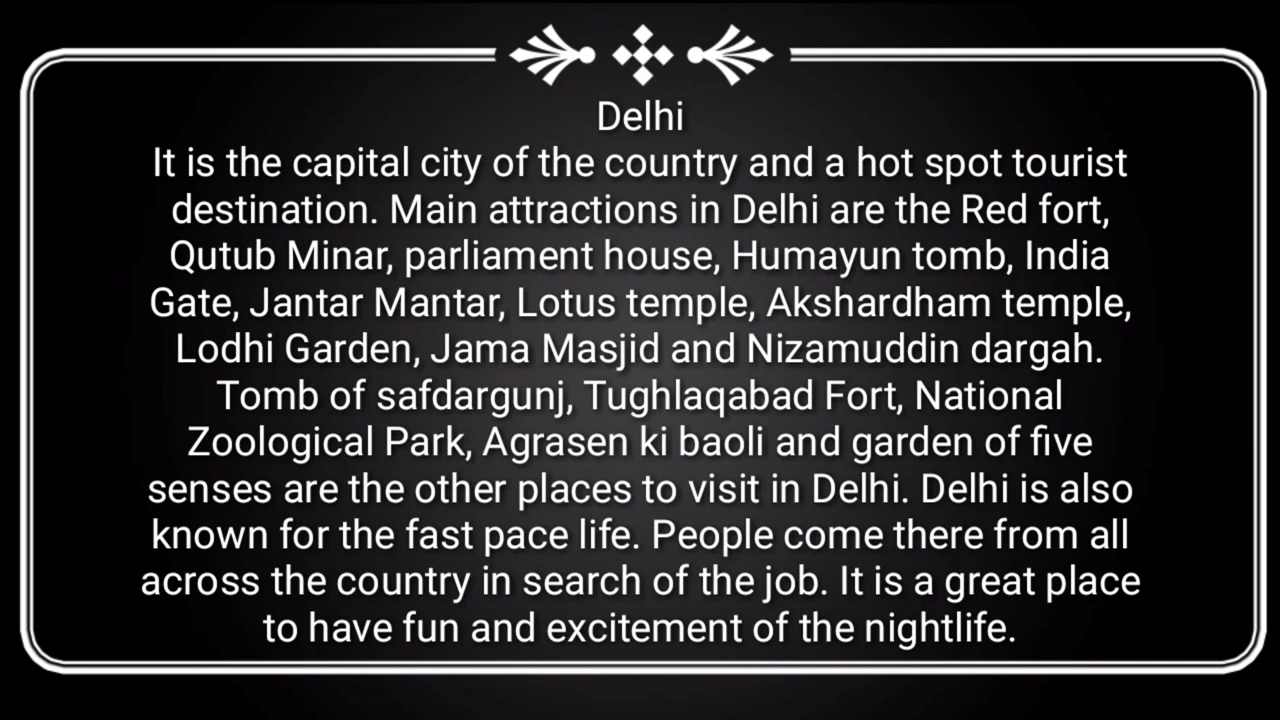 Delhi
It is the capital city of the country and a hot spot tourist
destination. Main attractions in Delhi are the Red fort,
Qutub Minar, parliament house, Humayun tomb, India
Gate, Jantar Mantar, Lotus temple, Akshardham temple,
Lodhi Garden, Jama Masjid and Nizamuddin dargah.
Tomb of safdargunj, Tughlaqabad Fort, National
Zoological Park, Agrasen ki baoli and garden of five
senses are the other places to visit in Delhi. Delhi is also
known for the fast pace life. People come there from all
across the country in search of the job. It is a great place
to have fun and excitement of the nightlife.